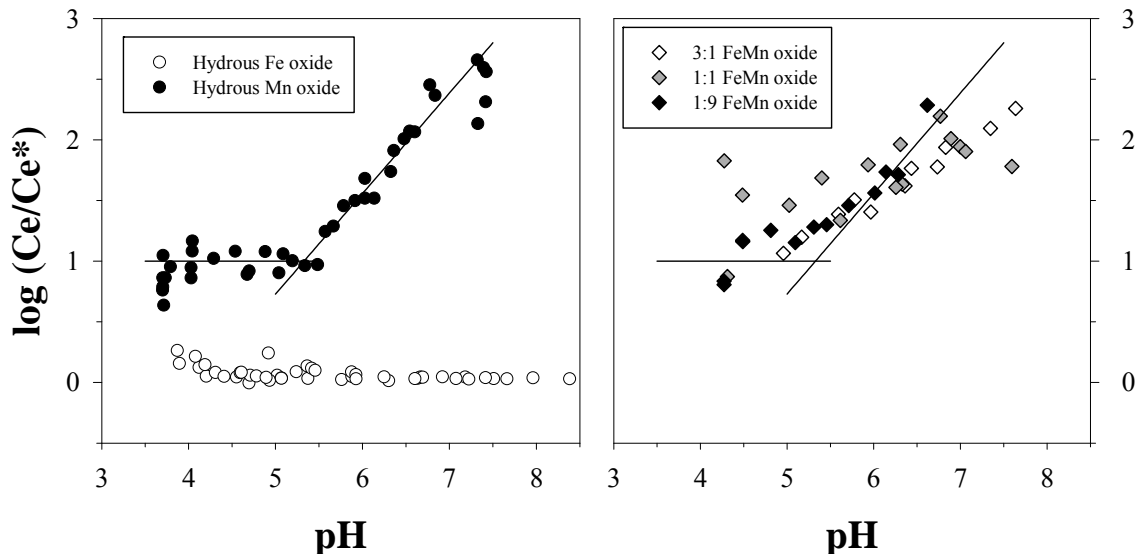 log (Ce/Ce*)
3
2
1
0
Hydrous Fe oxide
Hydrous Mn oxide
3 4 5 6 7 8
pH
3:1 FeMn oxide
1:1 FeMn oxide
1:9 FeMn oxide
3
2
1
0
3 4 5 6 7 8
pH